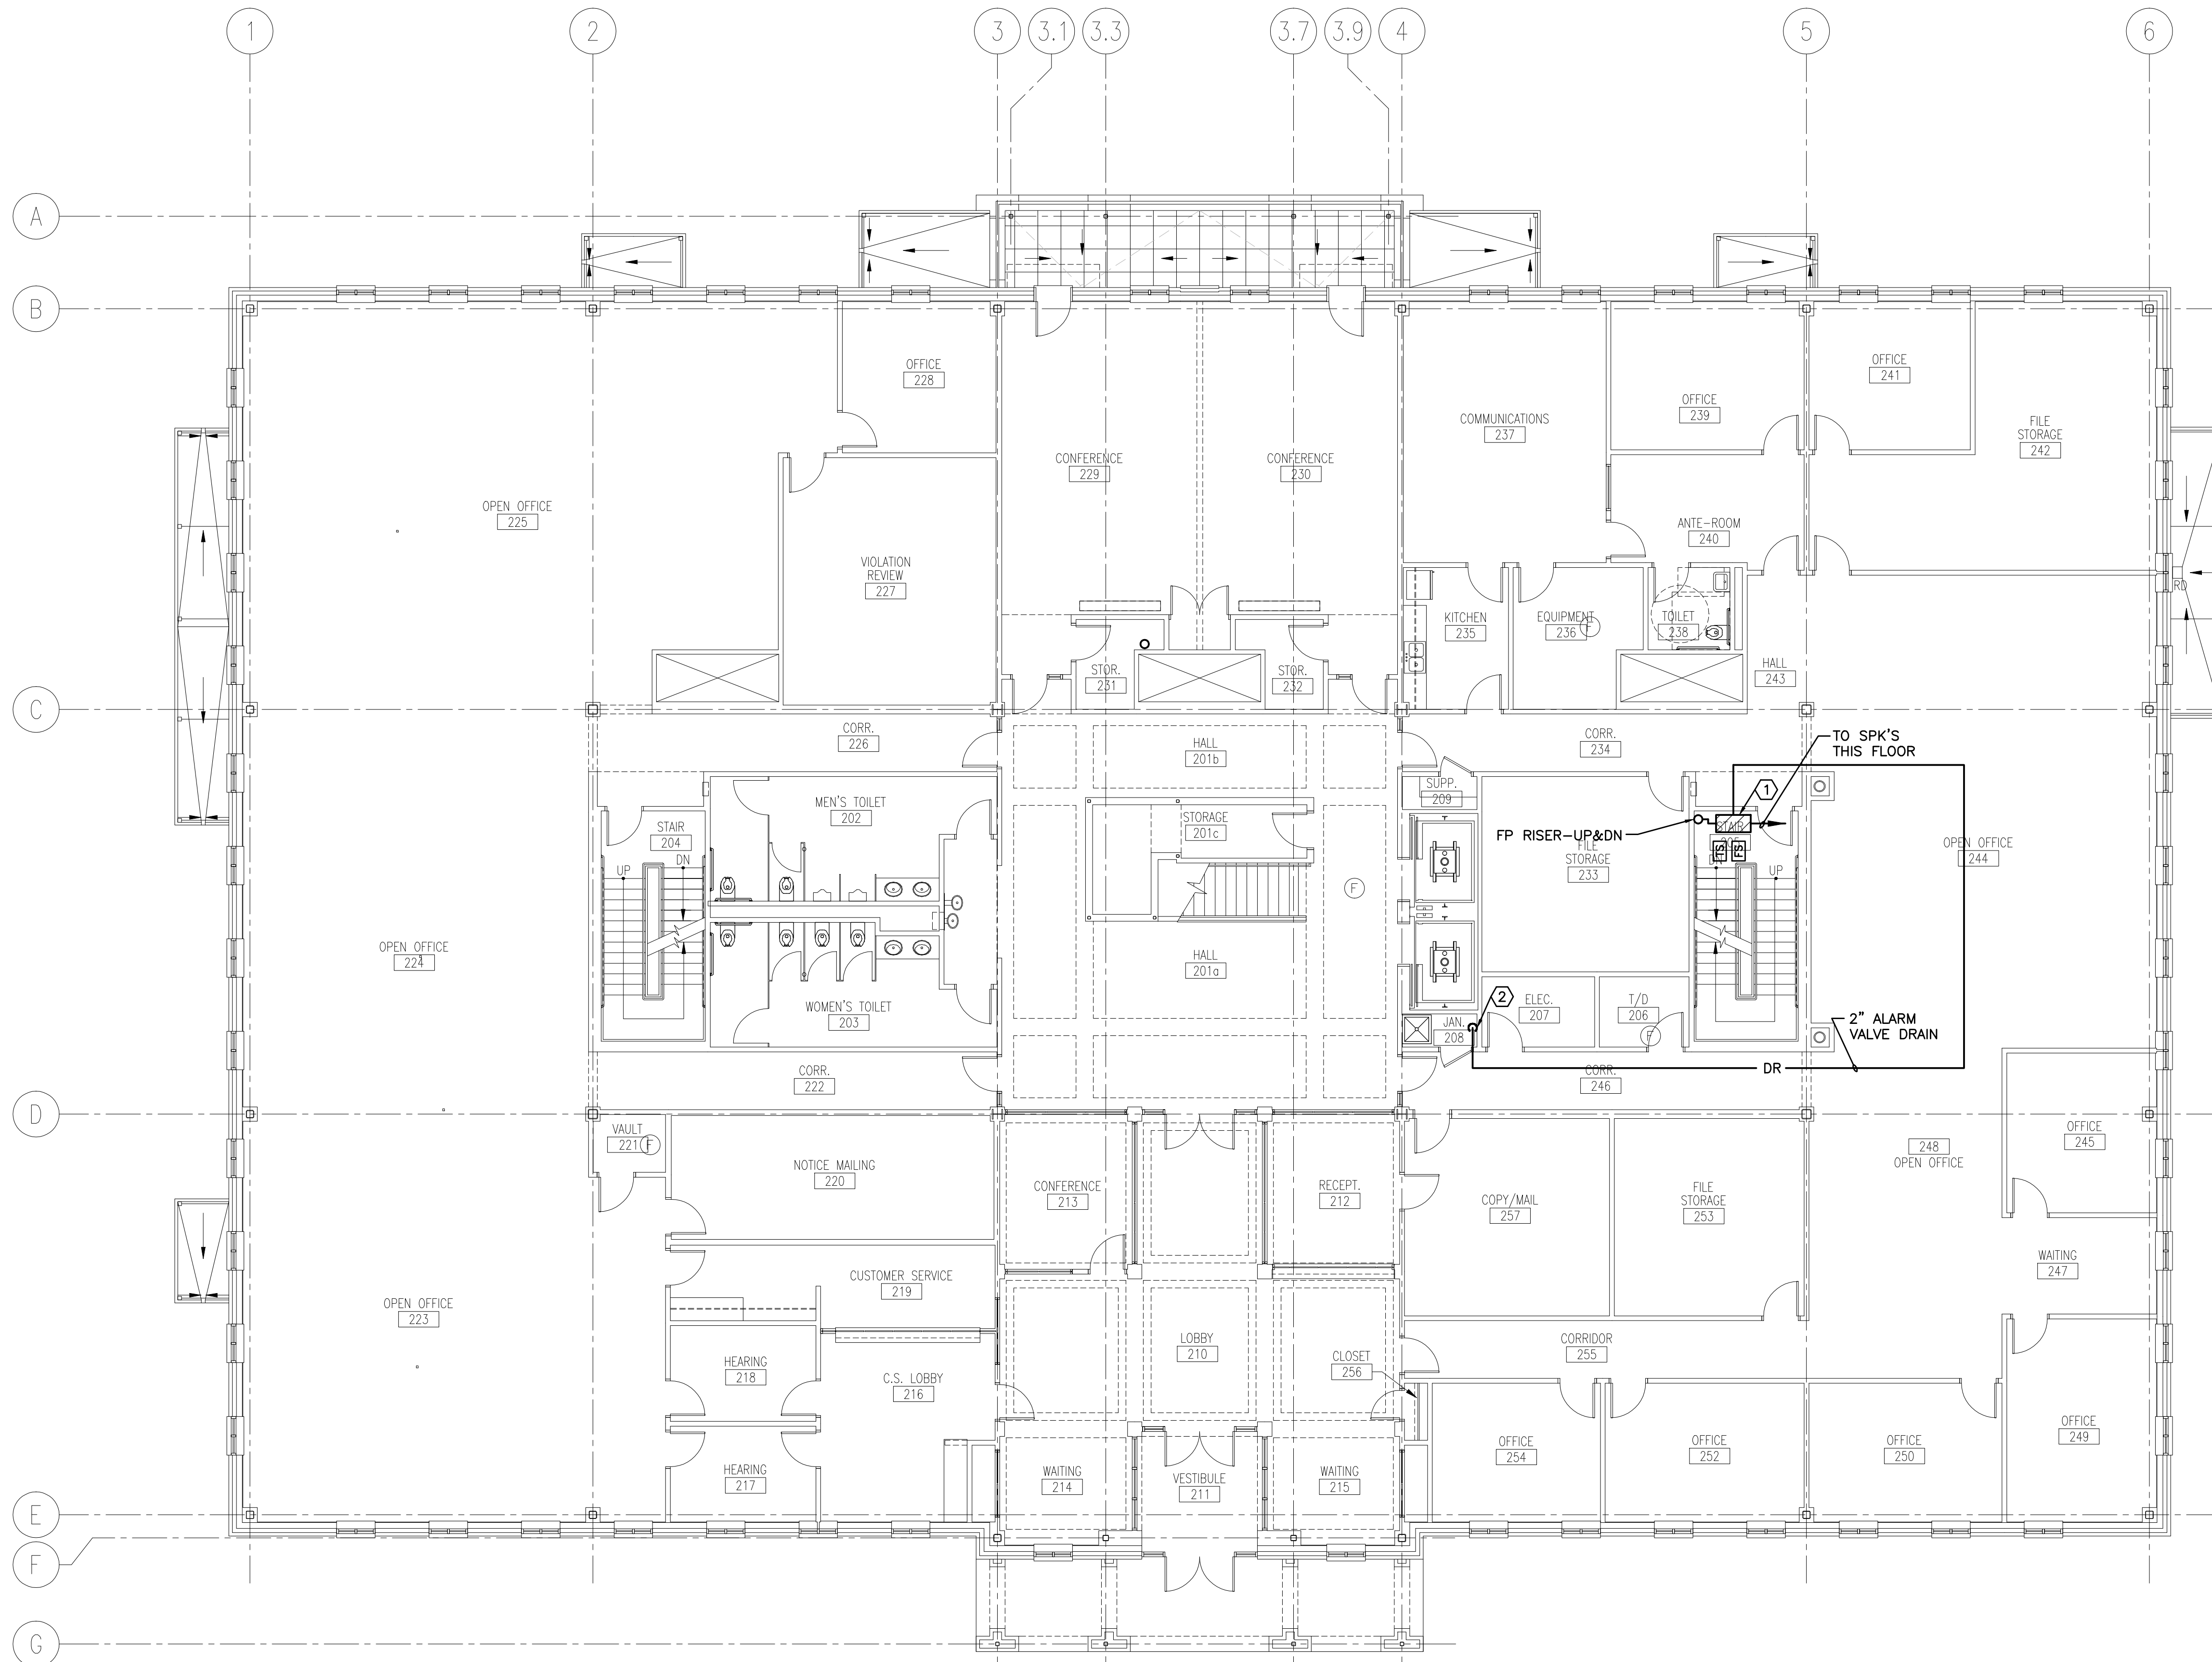 1
2
3
3.1
3.3
3.7
3.9
4
5
6
A
B
C
D
E
F
G
OFFICE
228
OFFICE
241
OFFICE
239
COMMUNICATIONS
237
FILE
STORAGE
242
CONFERENCE
229
CONFERENCE
230
OPEN OFFICE
225
ANTE-ROOM
240
VIOLATION
REVIEW
227
RD
KITCHEN
235
EQUIPMENT
236
F
TOILET
238
HALL
243
STOR.
231
STOR.
232
CORR.
226
HALL
201b
CORR.
234
TO SPK'S
THIS FLOOR
SUPP.
209
1
MEN'S TOILET
202
STORAGE
201c
STAIR
204
FP RISER-UP&DN
STAIR
FILE
STORAGE
233
TS
FS
DN
UP
OPEN OFFICE
244
UP
DN
F
OPEN OFFICE
224
HALL
201a
WOMEN'S TOILET
203
2
JAN.
208
ELEC.
207
T/D
206
F
2" ALARM
VALVE DRAIN
DR
CORR.
222
CORR.
246
VAULT
221
F
OFFICE
245
248
OPEN OFFICE
NOTICE MAILING
220
CONFERENCE
213
RECEPT.
212
COPY/MAIL
257
FILE
STORAGE
253
WAITING
247
CUSTOMER SERVICE
219
OPEN OFFICE
223
LOBBY
210
CORRIDOR
255
HEARING
218
C.S. LOBBY
216
CLOSET
256
HEARING
217
WAITING
214
VESTIBULE
211
WAITING
215
OFFICE
254
OFFICE
252
OFFICE
250
OFFICE
249